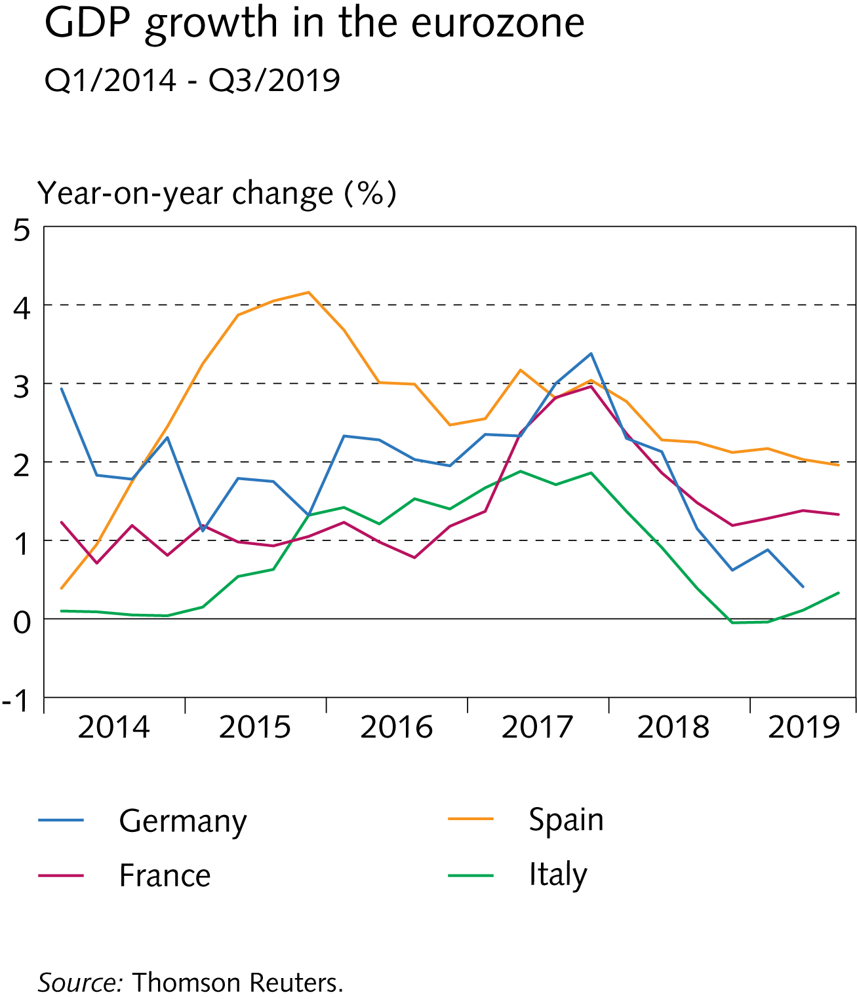 GDP growth in the eurozone
Q1/2014 - Q3/2019
Year-on-year change (%)
5
4
3
2
1
0
-1
2014 2015 2016 2017 2018 2019
Germany Spain
France Italy
Source: Thomson Reuters.